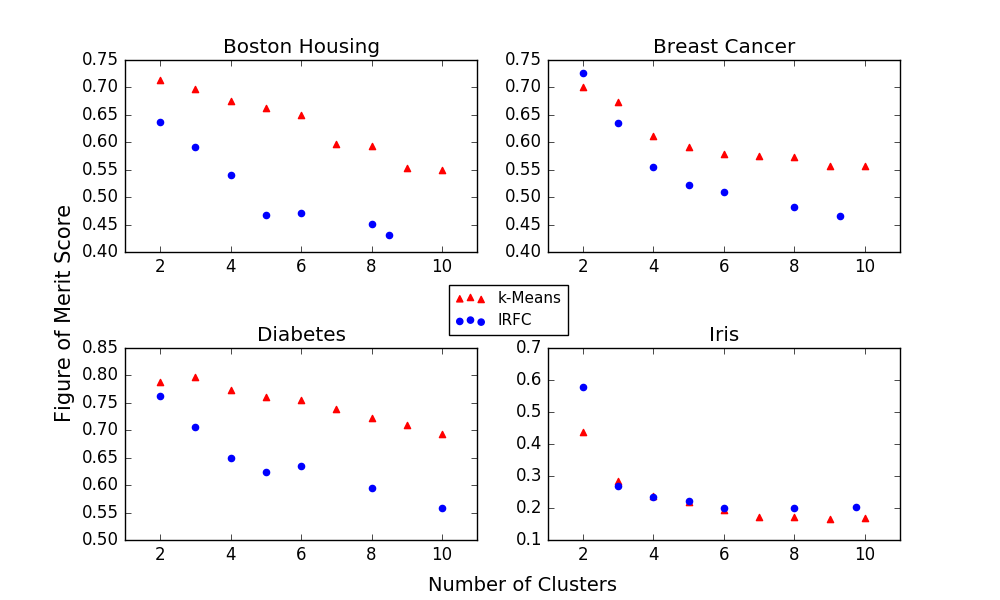 Boston Housing
0.75
0.70
0.65
0.60
0.55
0.50
0.45
0.40
2 4 6 8 10
Breast Cancer
0.75
0.70
0.65
0.60
0.55
0.50
0.45
0.40
2 4 6 8 10
Figure of Merit Score
k-Means
IRFC
Diabetes
0.85
0.80
0.75
0.70
0.65
0.60
0.55
0.50
2 4 6 8 10
Iris
0.7
0.6
0.5
0.4
0.3
0.2
0.1
2 4 6 8 10
Number of Clusters